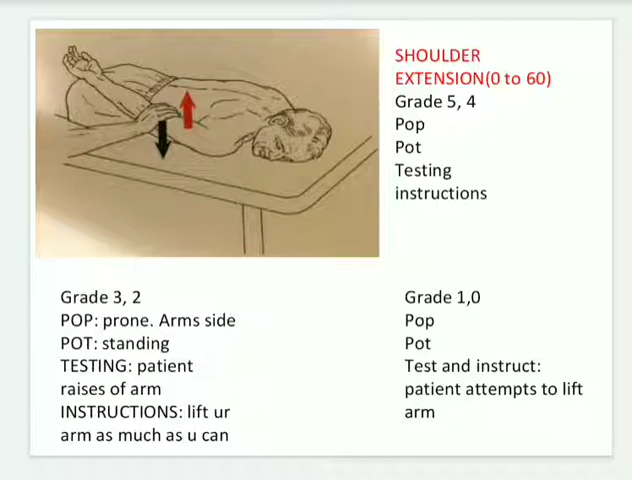 SHOULDER
EXTENSION(0 to 60)
Grade 5, 4
Pop
Pot
Testing
instructions
Grade 3, 2
POP: prone. Arms side
POT: standing
TESTING: patient
raises of arm
INSTRUCTIONS: lift ur
arm as much as u can
Grade 1,0
Pop
Pot
Test and instruct:
patient attempts to lift
arm